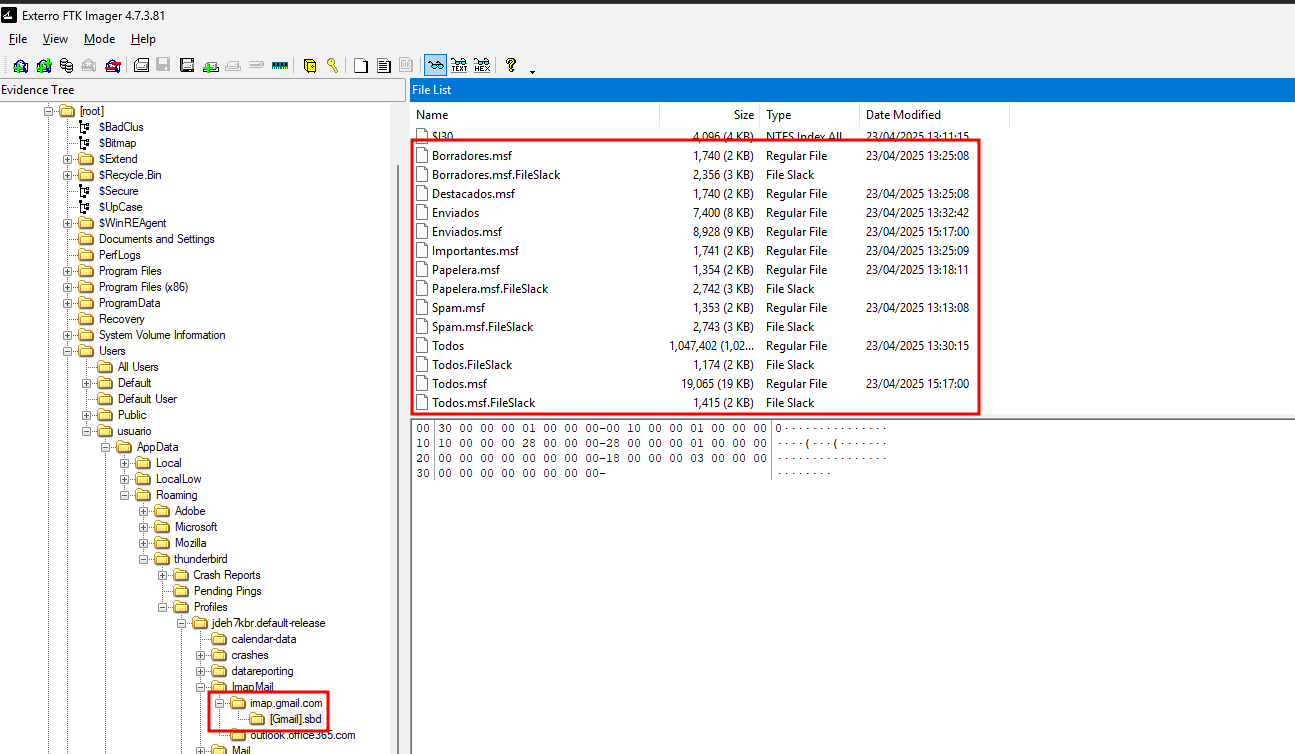 Exterro FTK Imager 4.7.3.81
File View Mode Help
TEXT HEX
Evidence Tree
[root]
$BadClus
$Bitmap
$Extend
$Recycle.Bin
$Secure
$UpCase
$WinREAgent
Documents and Settings
PerfLogs
Program Files
Program Files (x86)
ProgramData
Recovery
System Volume Information
Users
All Users
Default
Default User
Public
usuario
AppData
Local
LocalLow
Roaming
Adobe
Microsoft
Mozilla
thunderbird
Crash Reports
Pending Pings
Profiles
jdeh7kbr.default-release
calendar-data
crashes
datareporting
ImapMail
imap.gmail.com
[Gmail].sbd
outlook.office365.com
Mail
File List
Name Size Type Date Modified
$I30 4,096 (4 KB) NTFS Index All... 23/04/2025 13:11:15
Borradores.msf 1,740 (2 KB) Regular File 23/04/2025 13:25:08
Borradores.msf.FileSlack 2,356 (3 KB) File Slack
Destacados.msf 1,740 (2 KB) Regular File 23/04/2025 13:25:08
Enviados 7,400 (8 KB) Regular File 23/04/2025 13:32:42
Enviados.msf 8,928 (9 KB) Regular File 23/04/2025 15:17:00
Importantes.msf 1,741 (2 KB) Regular File 23/04/2025 13:25:09
Papelera.msf 1,354 (2 KB) Regular File 23/04/2025 13:18:11
Papelera.msf.FileSlack 2,742 (3 KB) File Slack
Spam.msf 1,353 (2 KB) Regular File 23/04/2025 13:13:08
Spam.msf.FileSlack 2,743 (3 KB) File Slack
Todos 1,047,402 (1,02... Regular File 23/04/2025 13:30:15
Todos.FileSlack 1,174 (2 KB) File Slack
Todos.msf 19,065 (19 KB) Regular File 23/04/2025 15:17:00
Todos.msf.FileSlack 1,415 (2 KB) File Slack
00 30 00 00 00 01 00 00 00-00 10 00 00 01 00 00 00 0···············
10 10 00 00 00 28 00 00 00-28 00 00 00 01 00 00 00 ····(···(·······
20 00 00 00 00 00 00 00 00-18 00 00 00 03 00 00 00 ················
30 00 00 00 00 00 00 00 00- ········